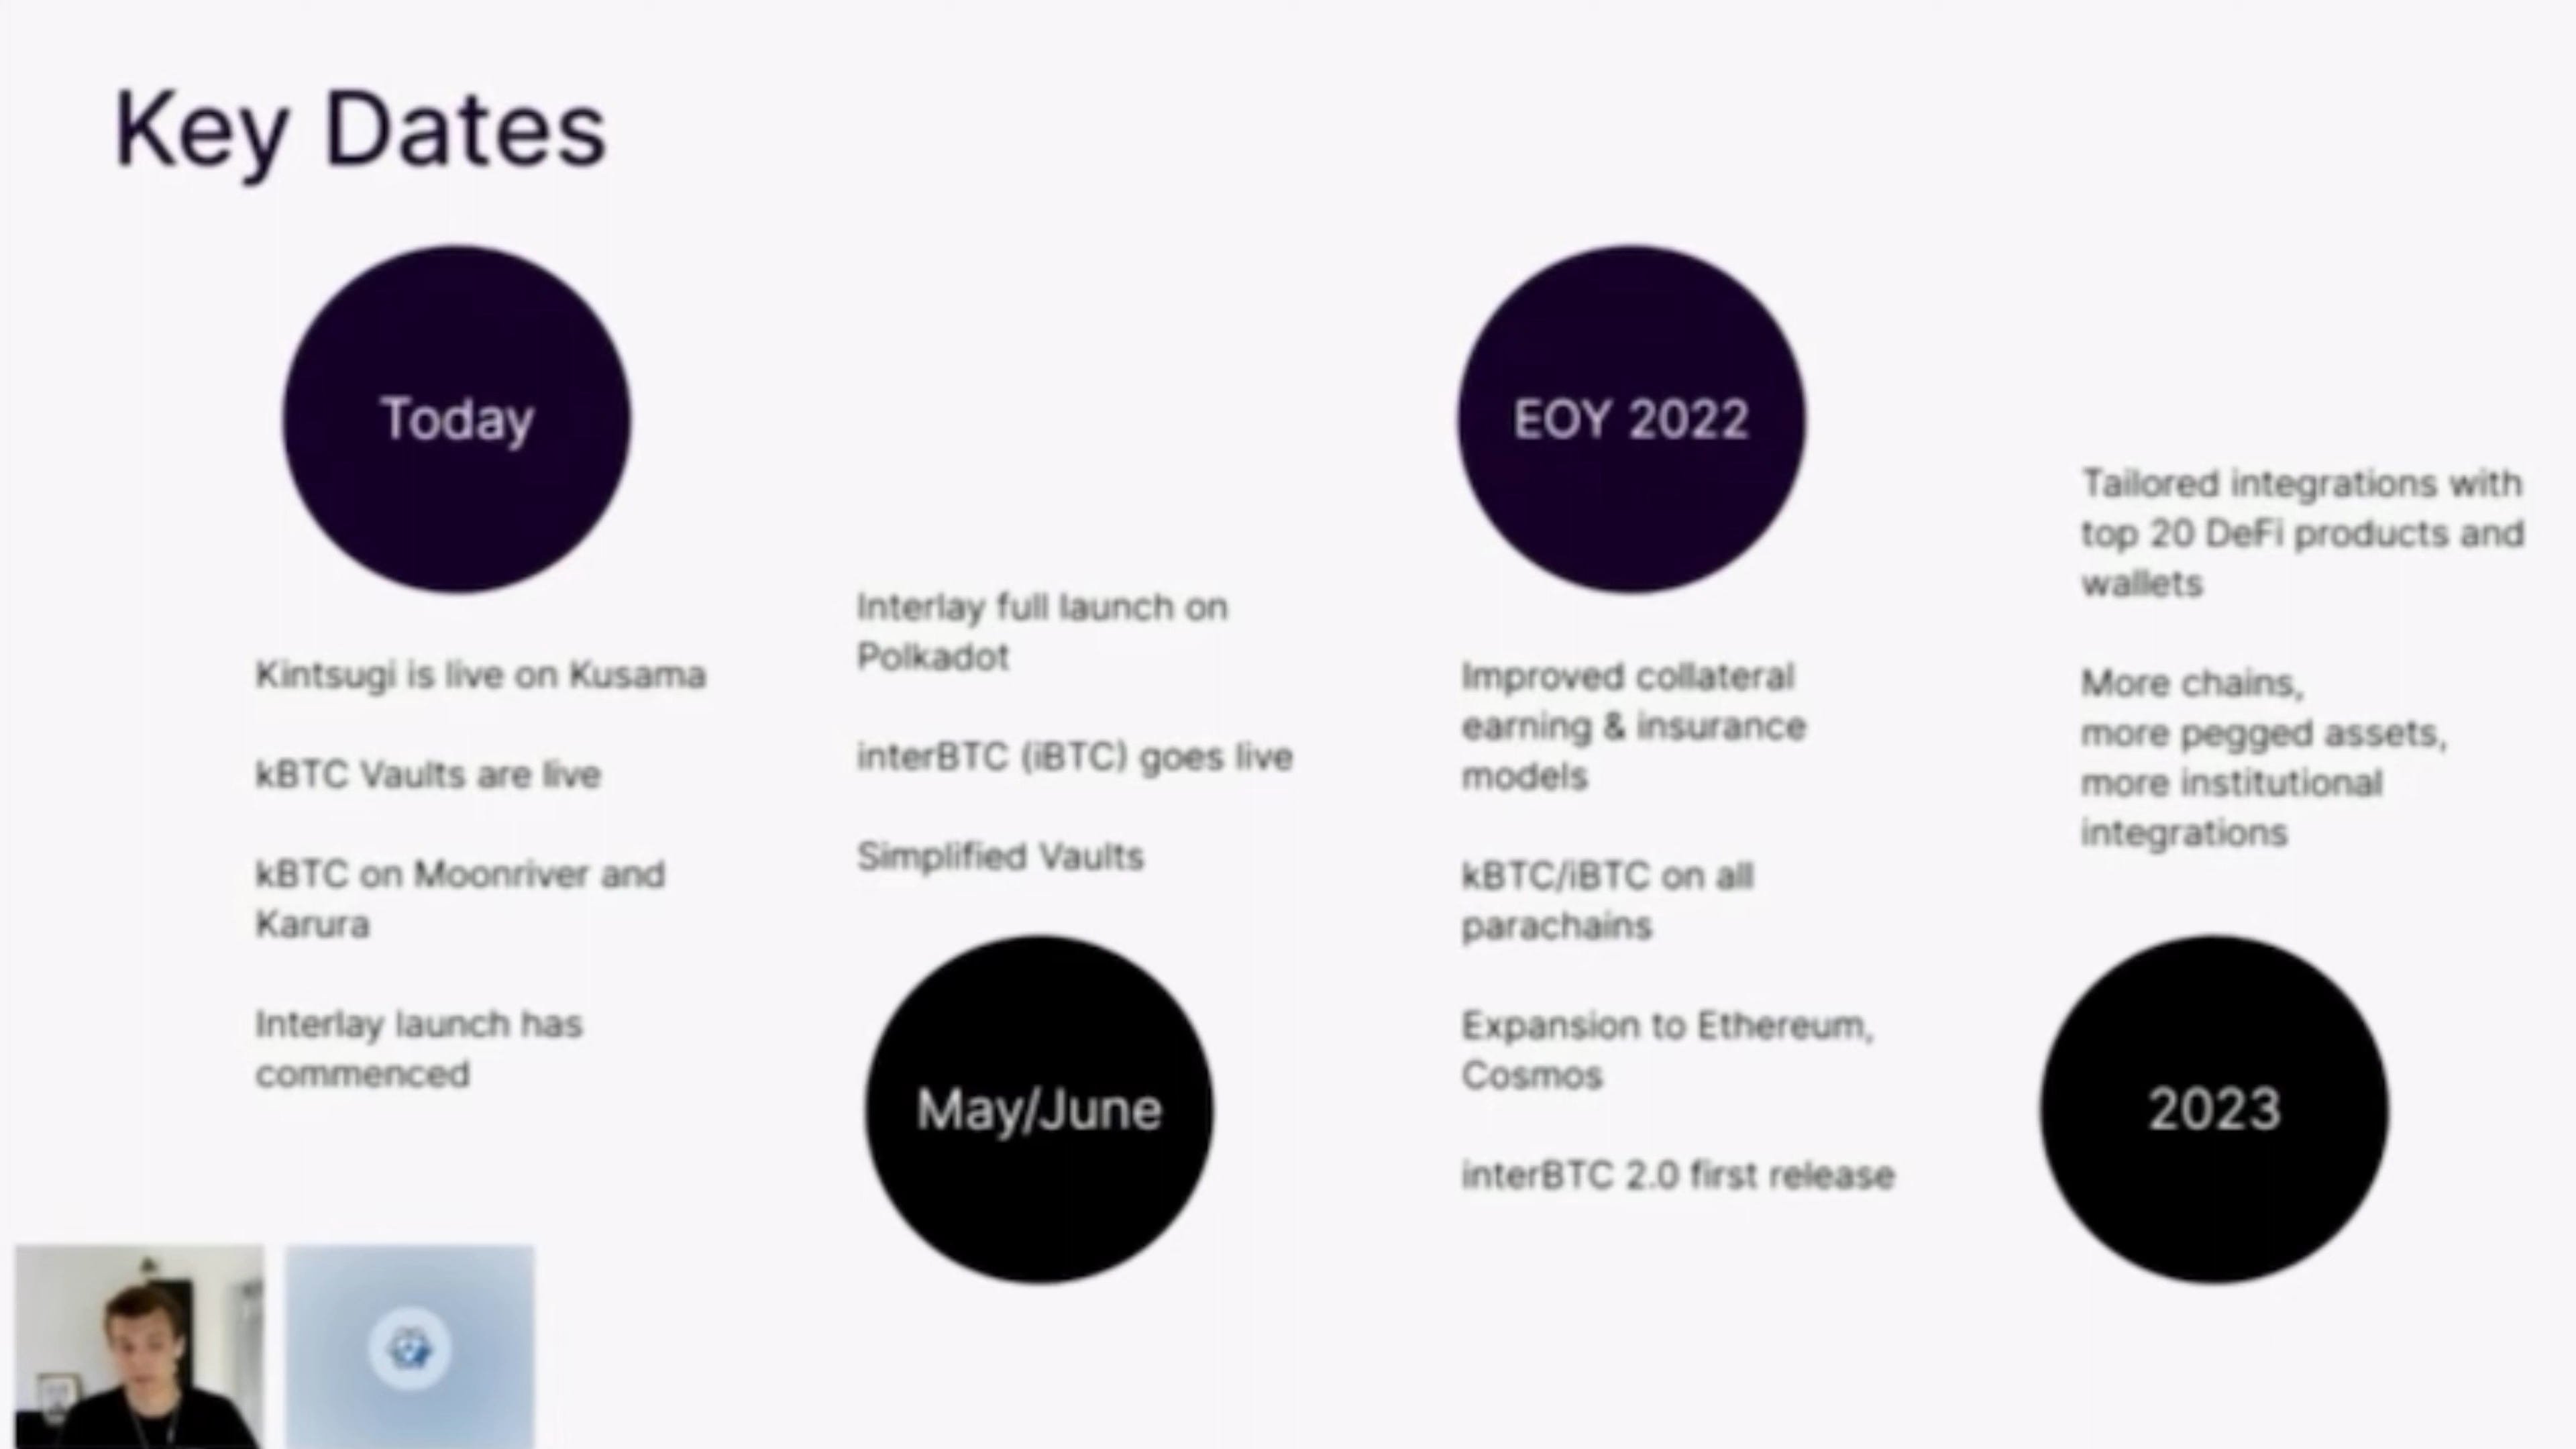 Key Dates
Today
Kintsugi is live on Kusama
kBTC Vaults are live
kBTC on Moonriver and
Karura
Interlay launch has
commenced
Interlay full launch on
Polkadot
interBTC (iBTC) goes live
Simplified Vaults
May/June
EOY 2022
Improved collateral
earning & insurance
models
kBTC/iBTC on all
parachains
Expansion to Ethereum,
Cosmos
interBTC 2.0 first release
Tailored integrations with
top 20 DeFi products and
wallets
More chains,
more pegged assets,
more institutional
integrations
2023